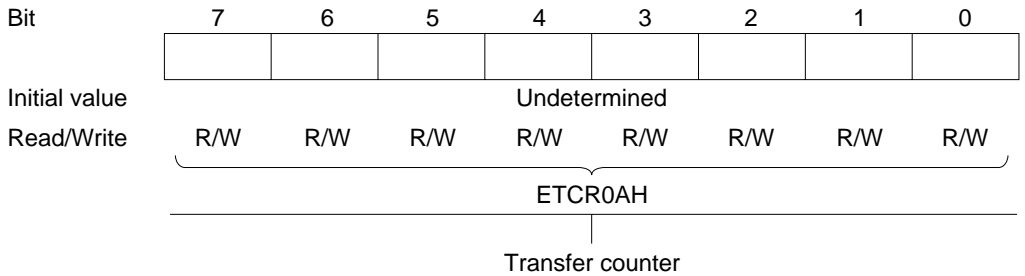 Bit 7 6 5 4 3 2 1 0
Initial value Undetermined
Read/Write R/W R/W R/W R/W R/W R/W R/W R/W
ETCR0AH
Transfer counter